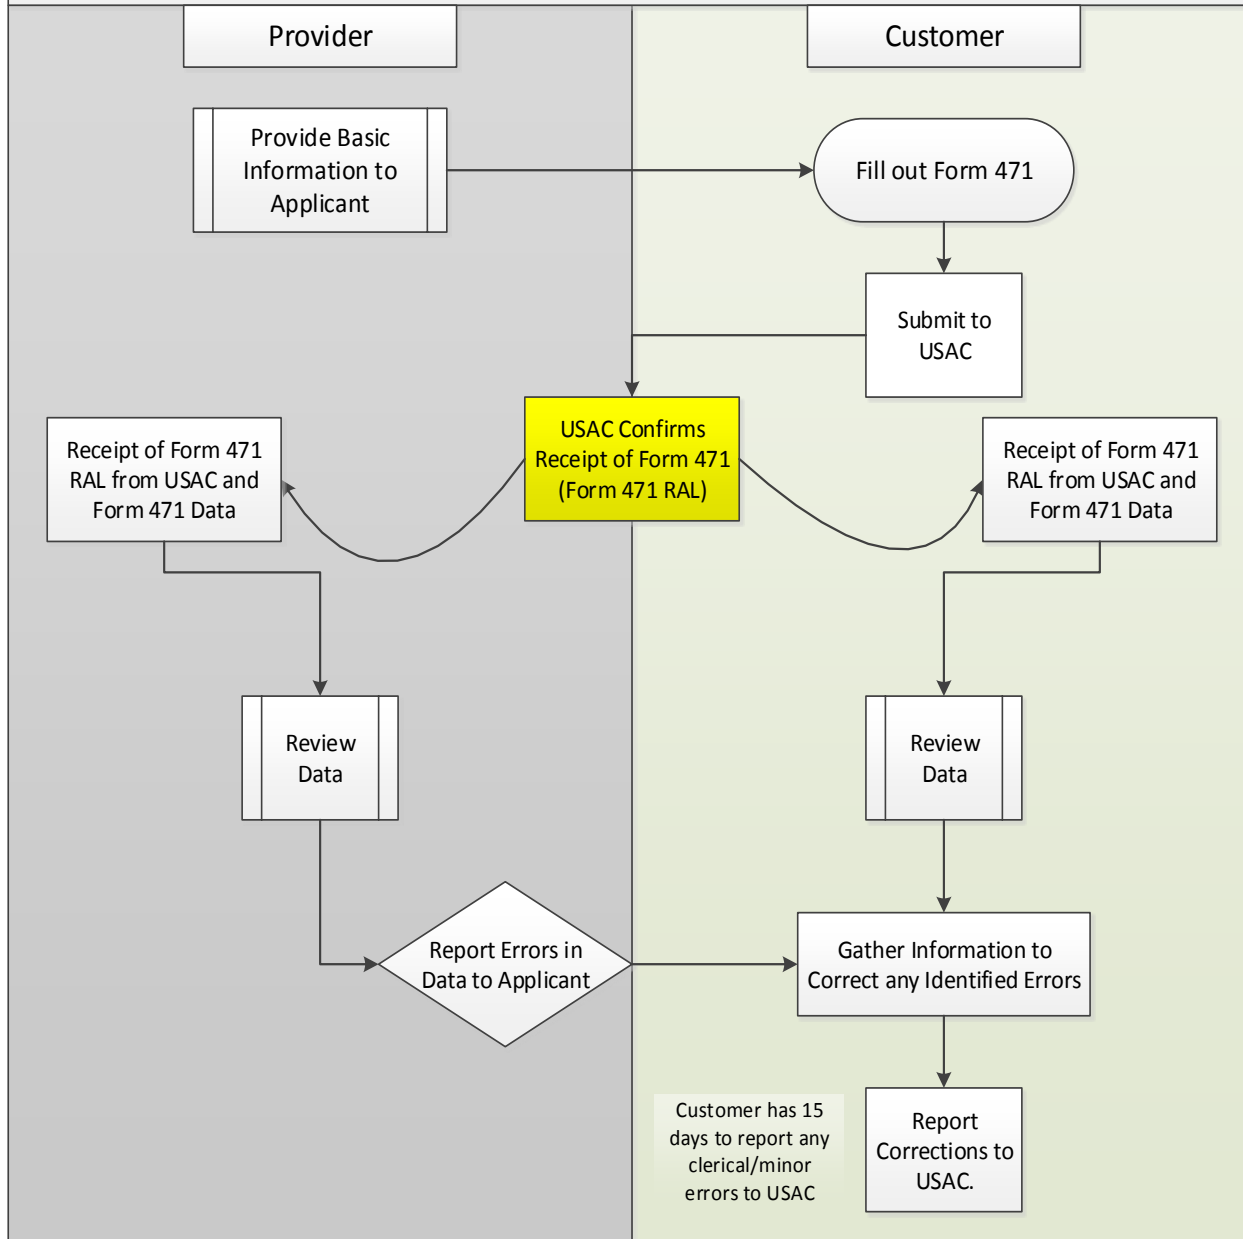 Provider
Customer
Provide Basic
Information to
Applicant
Fill out Form 471
Submit to
USAC
USAC Confirms
Receipt of Form 471
(Form 471 RAL)
Receipt of Form 471
RAL from USAC and
Form 471 Data
Receipt of Form 471
RAL from USAC and
Form 471 Data
Review
Data
Review
Data
Report Errors in
Data to Applicant
Gather Information to
Correct any Identified Errors
Customer has 15
days to report any
clerical/minor
errors to USAC
Report
Corrections to
USAC.